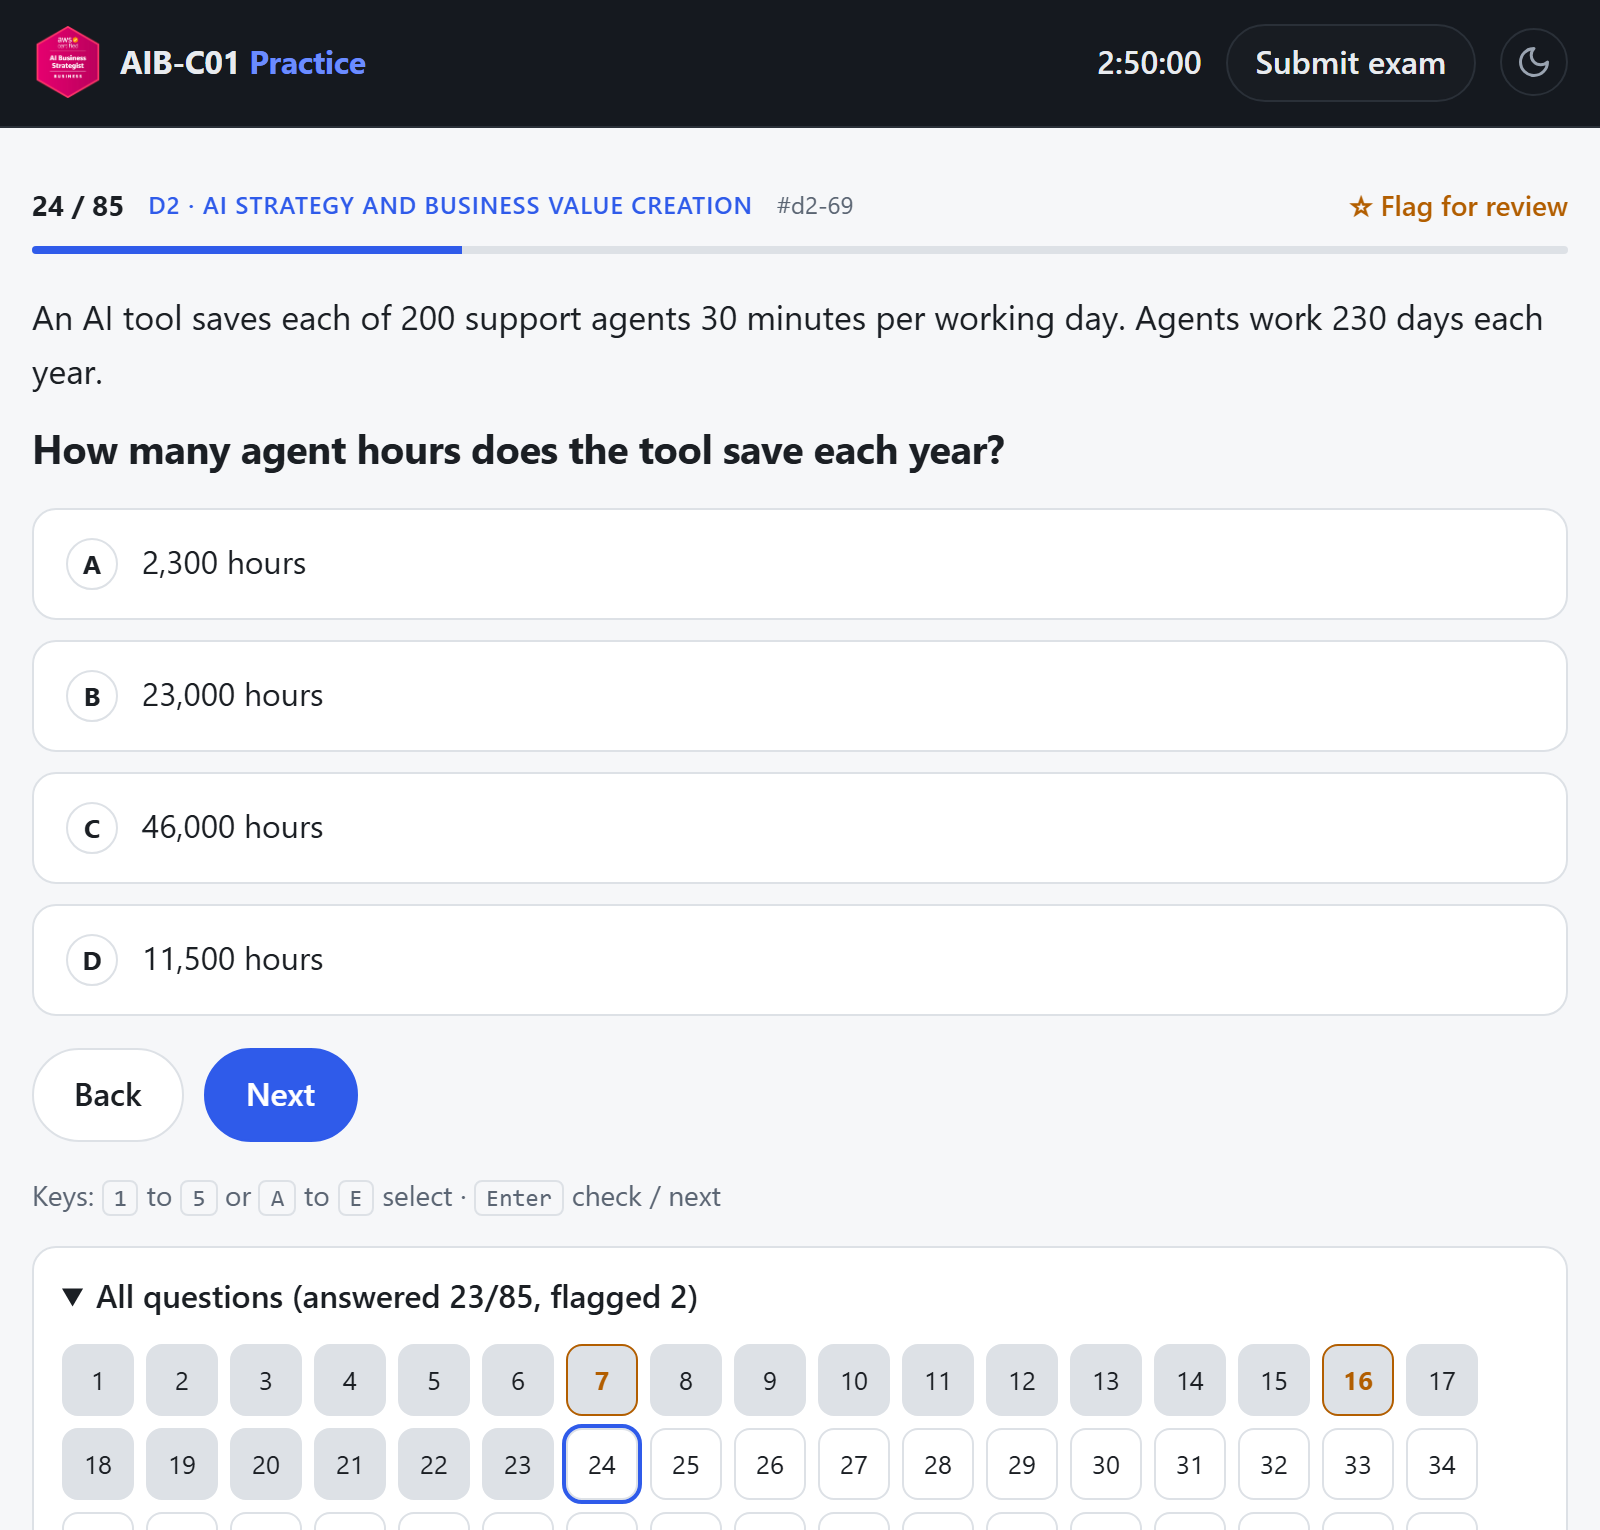 aws
certified
AI Business
Strategist
BUSINESS
AIB-C01 Practice
2:50:00
Submit exam
24 / 85
D2 · AI STRATEGY AND BUSINESS VALUE CREATION
#d2-69
☆ Flag for review
An AI tool saves each of 200 support agents 30 minutes per working day. Agents work 230 days each
year.
How many agent hours does the tool save each year?
A 2,300 hours
B 23,000 hours
C 46,000 hours
D 11,500 hours
Back
Next
Keys: 1 to 5 or A to E select · Enter check / next
▼ All questions (answered 23/85, flagged 2)
1 2 3 4 5 6 7 8 9 10 11 12 13 14 15 16 17
18 19 20 21 22 23 24 25 26 27 28 29 30 31 32 33 34